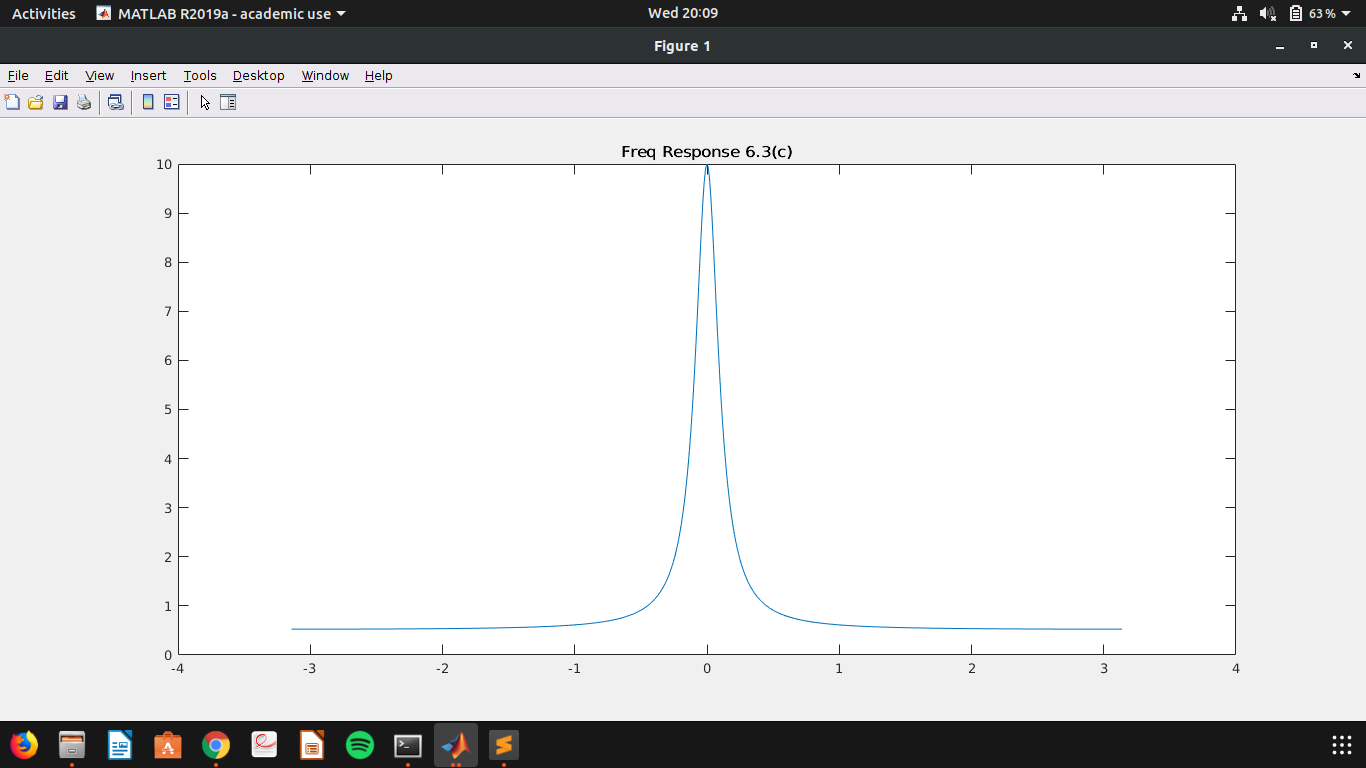 Activities MATLAB R2019a - academic use Wed 20:09 63%
Figure 1
File Edit View Insert Tools Desktop Window Help
Freq Response 6.3(c)
10
9
8
7
6
5
4
3
2
1
0
-4 -3 -2 -1 0 1 2 3 4